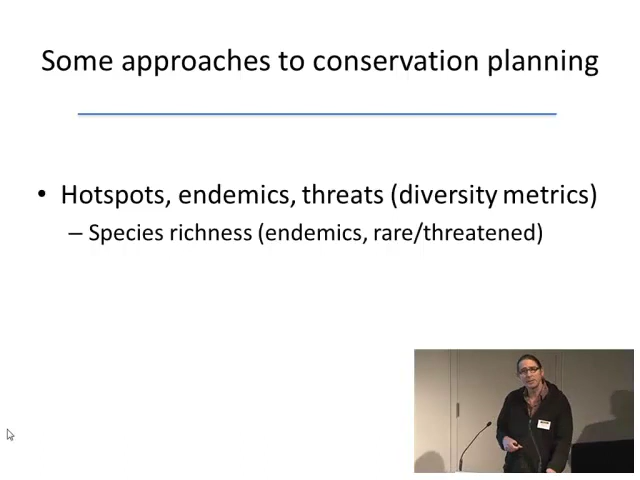 Some approaches to conservation planning
• Hotspots, endemics, threats (diversity metrics)
– Species richness (endemics, rare/threatened)